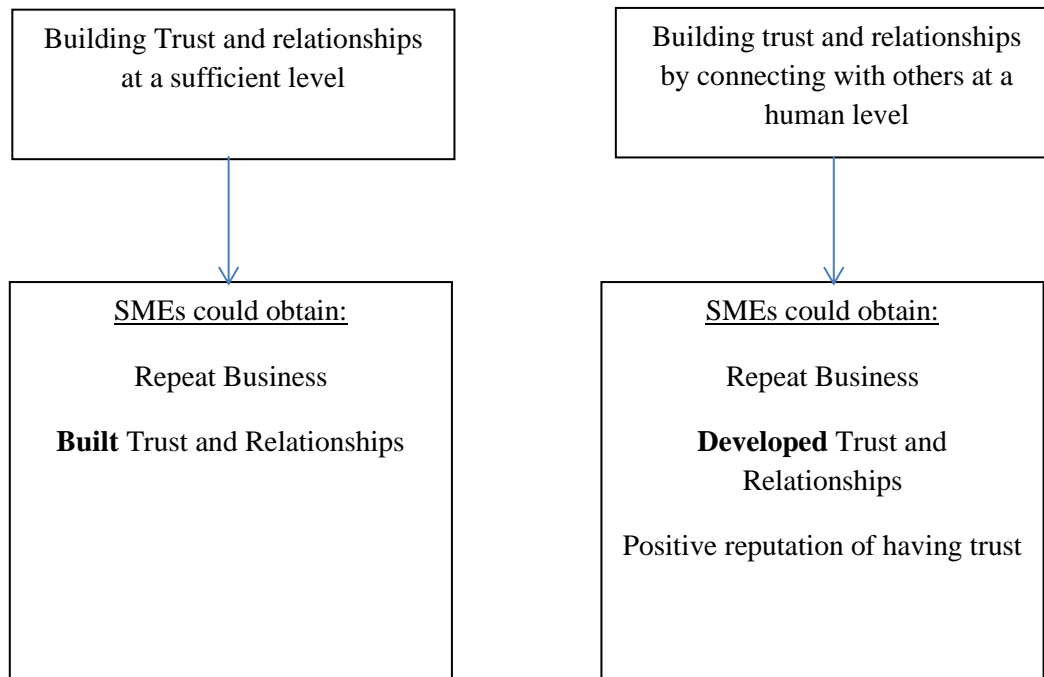 Building Trust and relationships
at a sufficient level
Building trust and relationships
by connecting with others at a
human level
SMEs could obtain:
Repeat Business
Built Trust and Relationships
SMEs could obtain:
Repeat Business
Developed Trust and
Relationships
Positive reputation of having trust